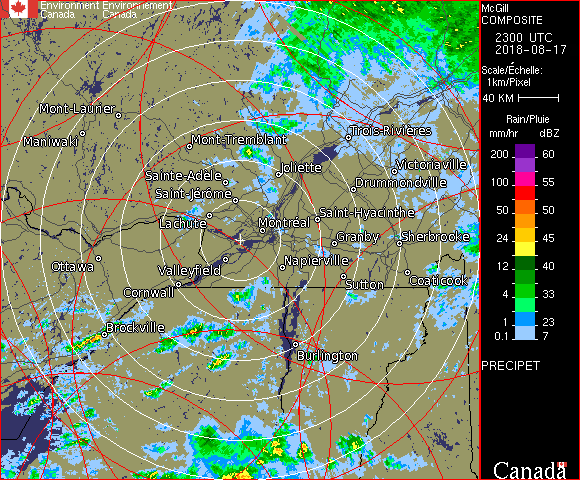 Environment Environnement
Canada Canada
Mont-Laurier
Maniwaki
Mont-Tremblant
Trois-Rivières
Sainte-Adèle
Joliette
Victoriaville
Saint-Jérôme
Drummondville
Lachute
Saint-Hyacinthe
Montréal
Granby
Sherbrooke
Ottawa
Valleyfield
Napierville
Cornwall
Sutton
Coaticook
Brockville
Burlington
McGill
COMPOSITE
2300 UTC
2018-08-17
Scale/Échelle:
1km/Pixel
40 KM
Rain/Pluie
mm/hr dBZ
200 60
100 55
50 50
24 45
12 40
4 33
1 23
0.1 7
PRECIPET
Canada